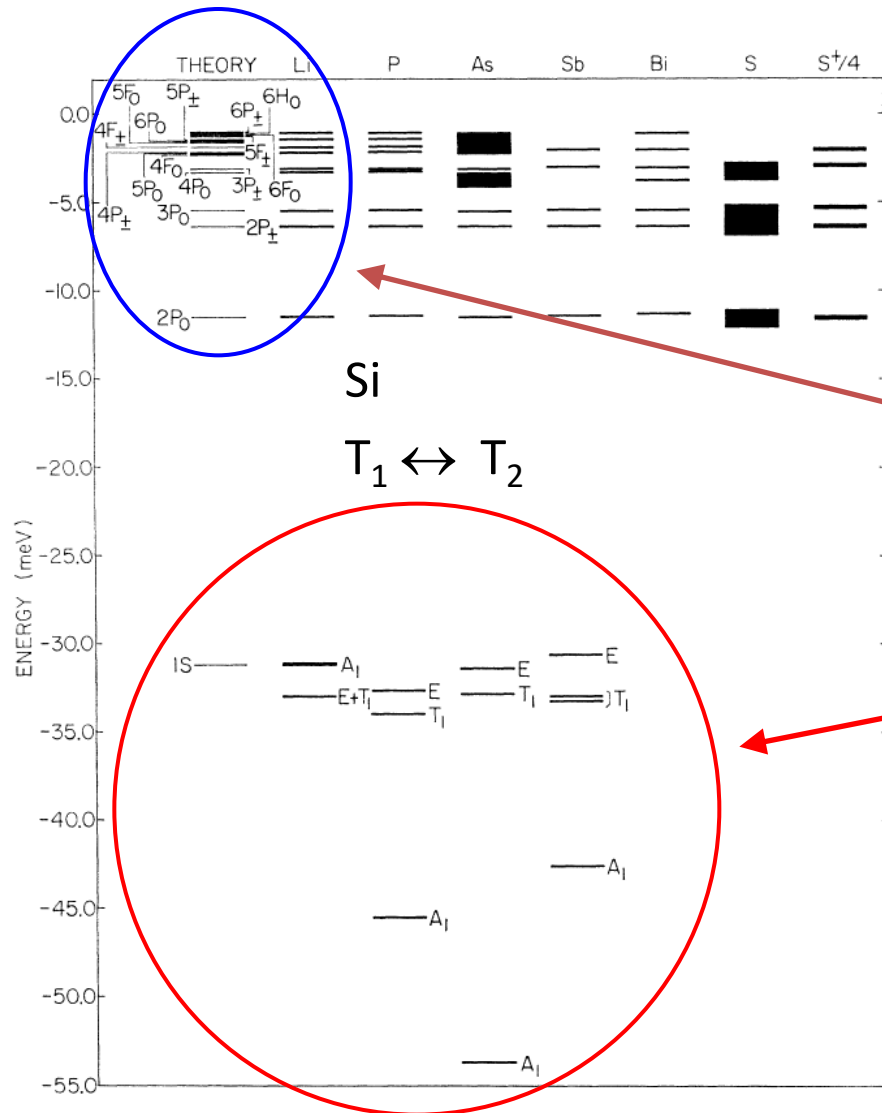 THEORY Li P As Sb Bi S S⁺/4
5F₀ 5P± 6H₀
6P₀ 6P±
4F±
0.0
5F±
4F₀
5P₀ 4P₀ 3P± 6F₀
4P±
-5.0
3P₀ 2P±
-10.0
2P₀
-15.0
Si
-20.0
T₁ ↔ T₂
-25.0
ENERGY (meV)
-30.0
1S A₁ E E
E+T₁ E T₁ }T₁
T₁
-35.0
-40.0
A₁
-45.0
A₁
-50.0
A₁
-55.0